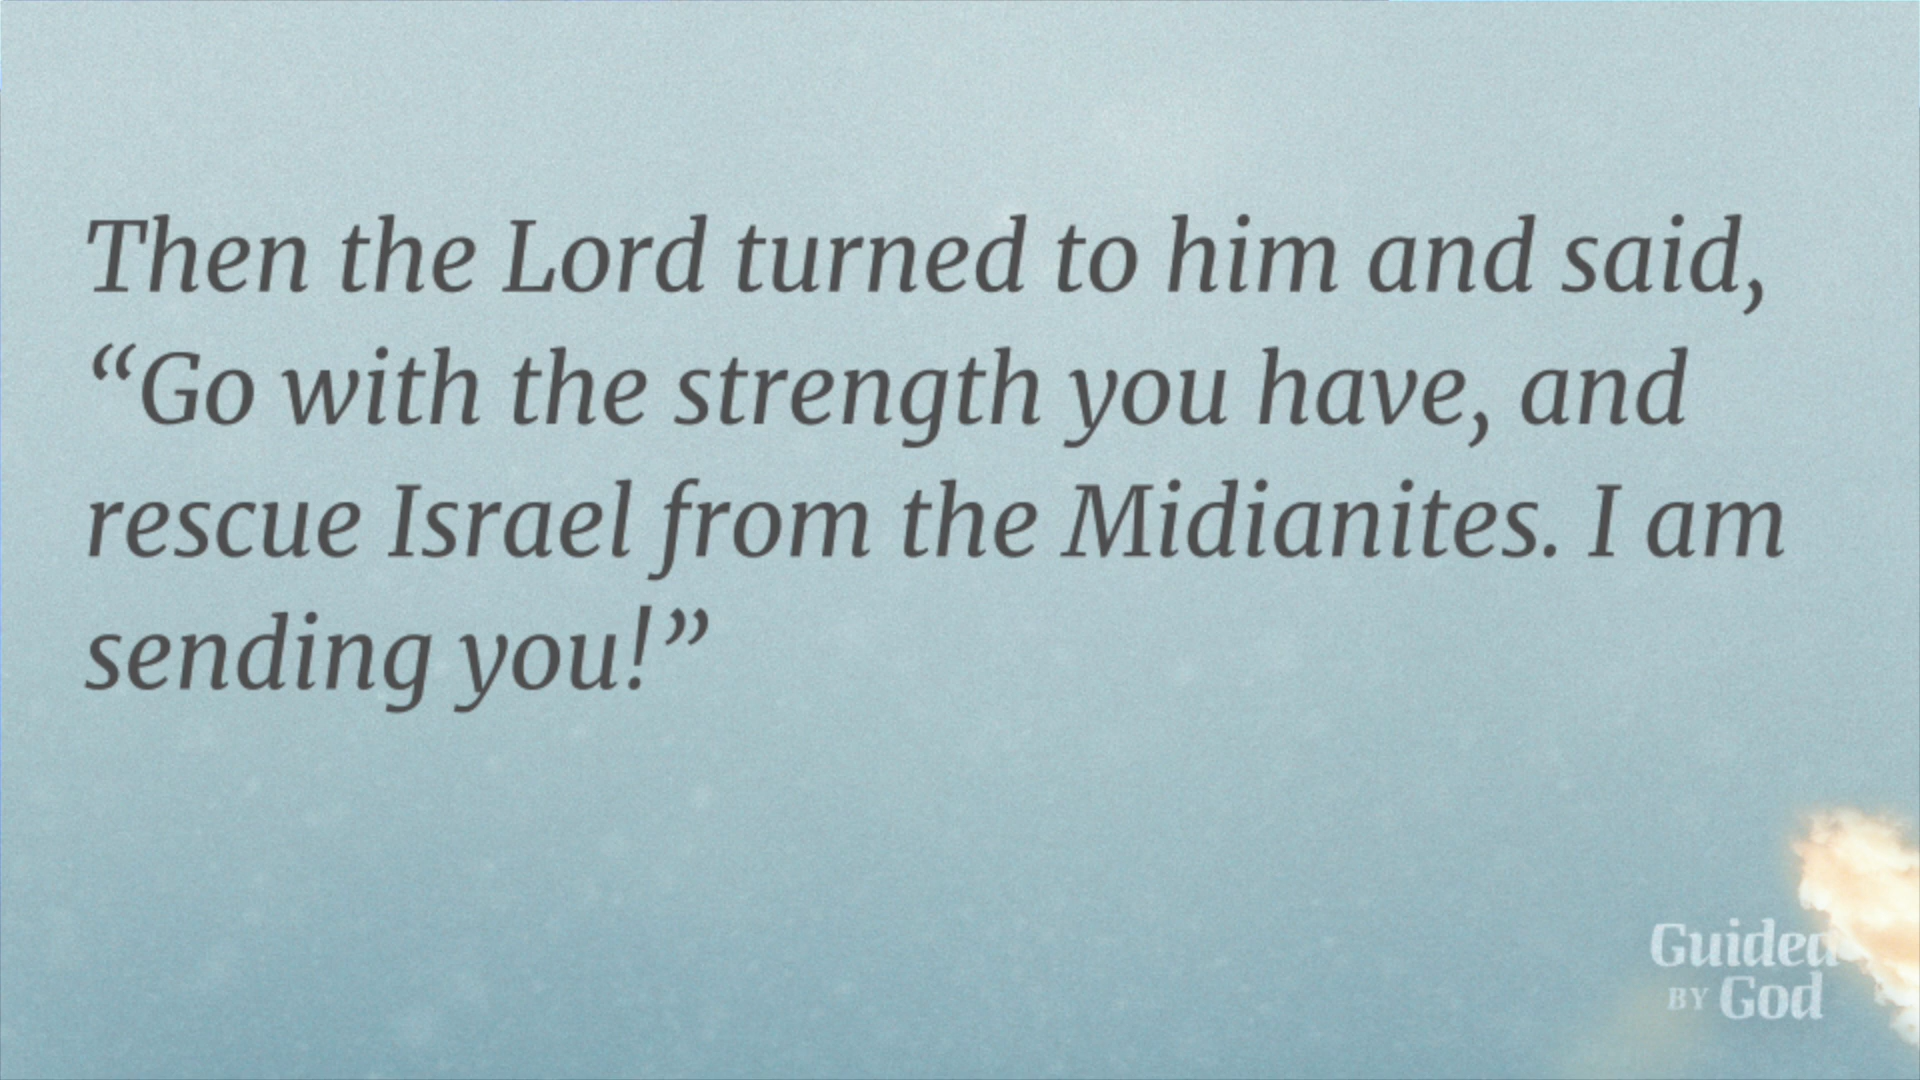 Then the Lord turned to him and said,
“Go with the strength you have, and
rescue Israel from the Midianites. I am
sending you!”
Guided
BY God